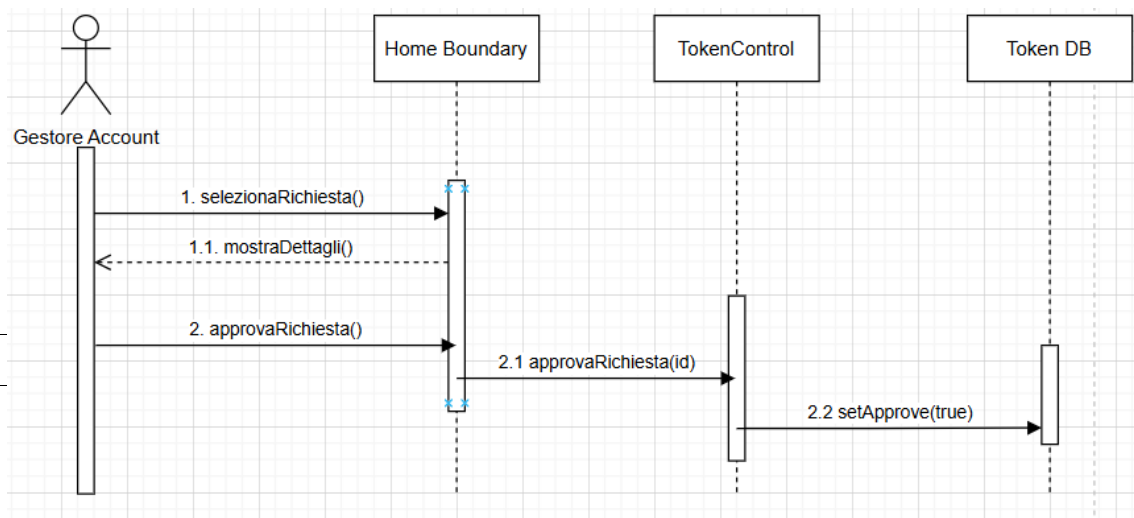 Home Boundary
TokenControl
Token DB
Gestore Account
1. selezionaRichiesta()
1.1. mostraDettagli()
2. approvaRichiesta()
2.1 approvaRichiesta(id)
2.2 setApprove(true)